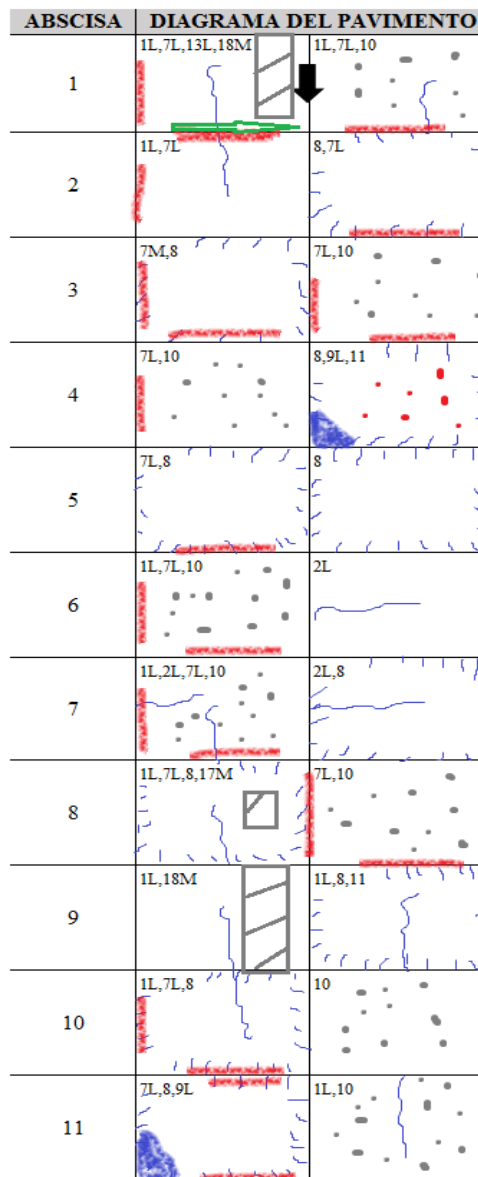 ABSCISA DIAGRAMA DEL PAVIMENTO
1 1L,7L,13L,18M 1L,7L,10
2 1L,7L 8,7L
3 7M,8 7L,10
4 7L,10 8,9L,11
5 7L,8 8
6 1L,7L,10 2L
7 1L,2L,7L,10 2L,8
8 1L,7L,8,17M 7L,10
9 1L,18M 1L,8,11
10 1L,7L,8 10
11 7L,8,9L 1L,10